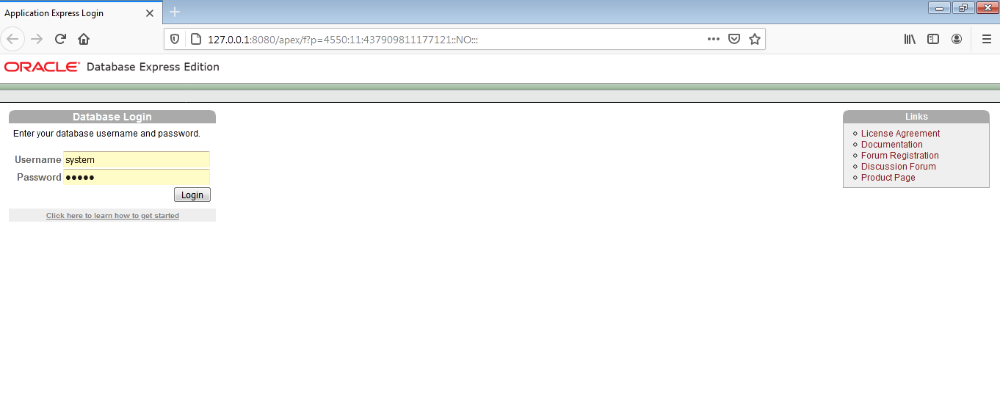 Application Express Login
127.0.0.1:8080/apex/f?p=4550:11:437909811177121::NO:::
ORACLE Database Express Edition
Database Login
Enter your database username and password.
Username system
Password
Login
Click here to learn how to get started
Links
License Agreement
Documentation
Forum Registration
Discussion Forum
Product Page